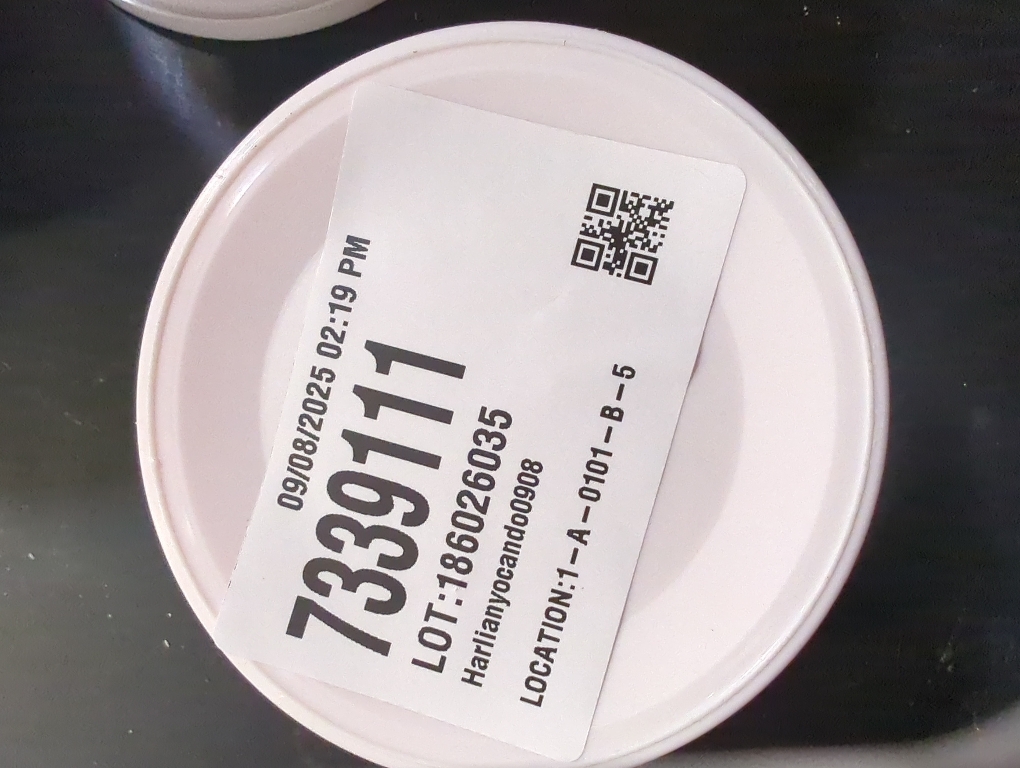 09/08/2025 02:19 PM
7339111
LOT:186026035
Harlianyocando0908
LOCATION:1-A-0101-B-5